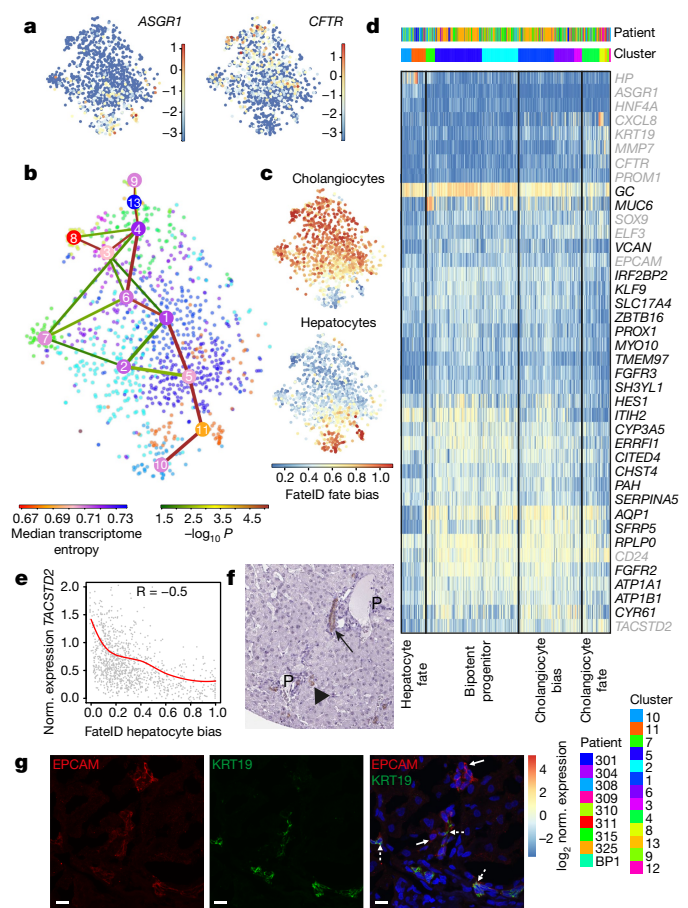 a
ASGR1
CFTR
1
0
−1
−2
−3
1
0
−1
−2
−3
b
9
13
4
8
3
6
1
7
2
5
11
10
0.67 0.69 0.71 0.73
Median transcriptome
entropy
1.5 2.5 3.5 4.5
−log10 P
c
Cholangiocytes
Hepatocytes
0.2 0.4 0.6 0.8 1.0
FateID fate bias
d
Patient
Cluster
HP
ASGR1
HNF4A
CXCL8
KRT19
MMP7
CFTR
PROM1
GC
MUC6
SOX9
ELF3
VCAN
EPCAM
IRF2BP2
KLF9
SLC17A4
ZBTB16
PROX1
MYO10
TMEM97
FGFR3
SH3YL1
HES1
ITIH2
CYP3A5
ERRFI1
CITED4
CHST4
PAH
SERPINA5
AQP1
SFRP5
RPLP0
CD24
FGFR2
ATP1A1
ATP1B1
CYR61
TACSTD2
Hepatocyte
fate
Bipotent
progenitor
Cholangiocyte
bias
Cholangiocyte
fate
e
Norm. expression TACSTD2
2.0
1.5
1.0
0.5
0
R = −0.5
0.0 0.2 0.4 0.6 0.8 1.0
FateID hepatocyte bias
f
P
P
g
EPCAM
KRT19
EPCAM
KRT19
4
2
0
−2
log2 norm. expression
Patient
301
304
308
309
310
311
315
325
BP1
Cluster
10
11
7
5
2
1
6
3
4
8
13
9
12